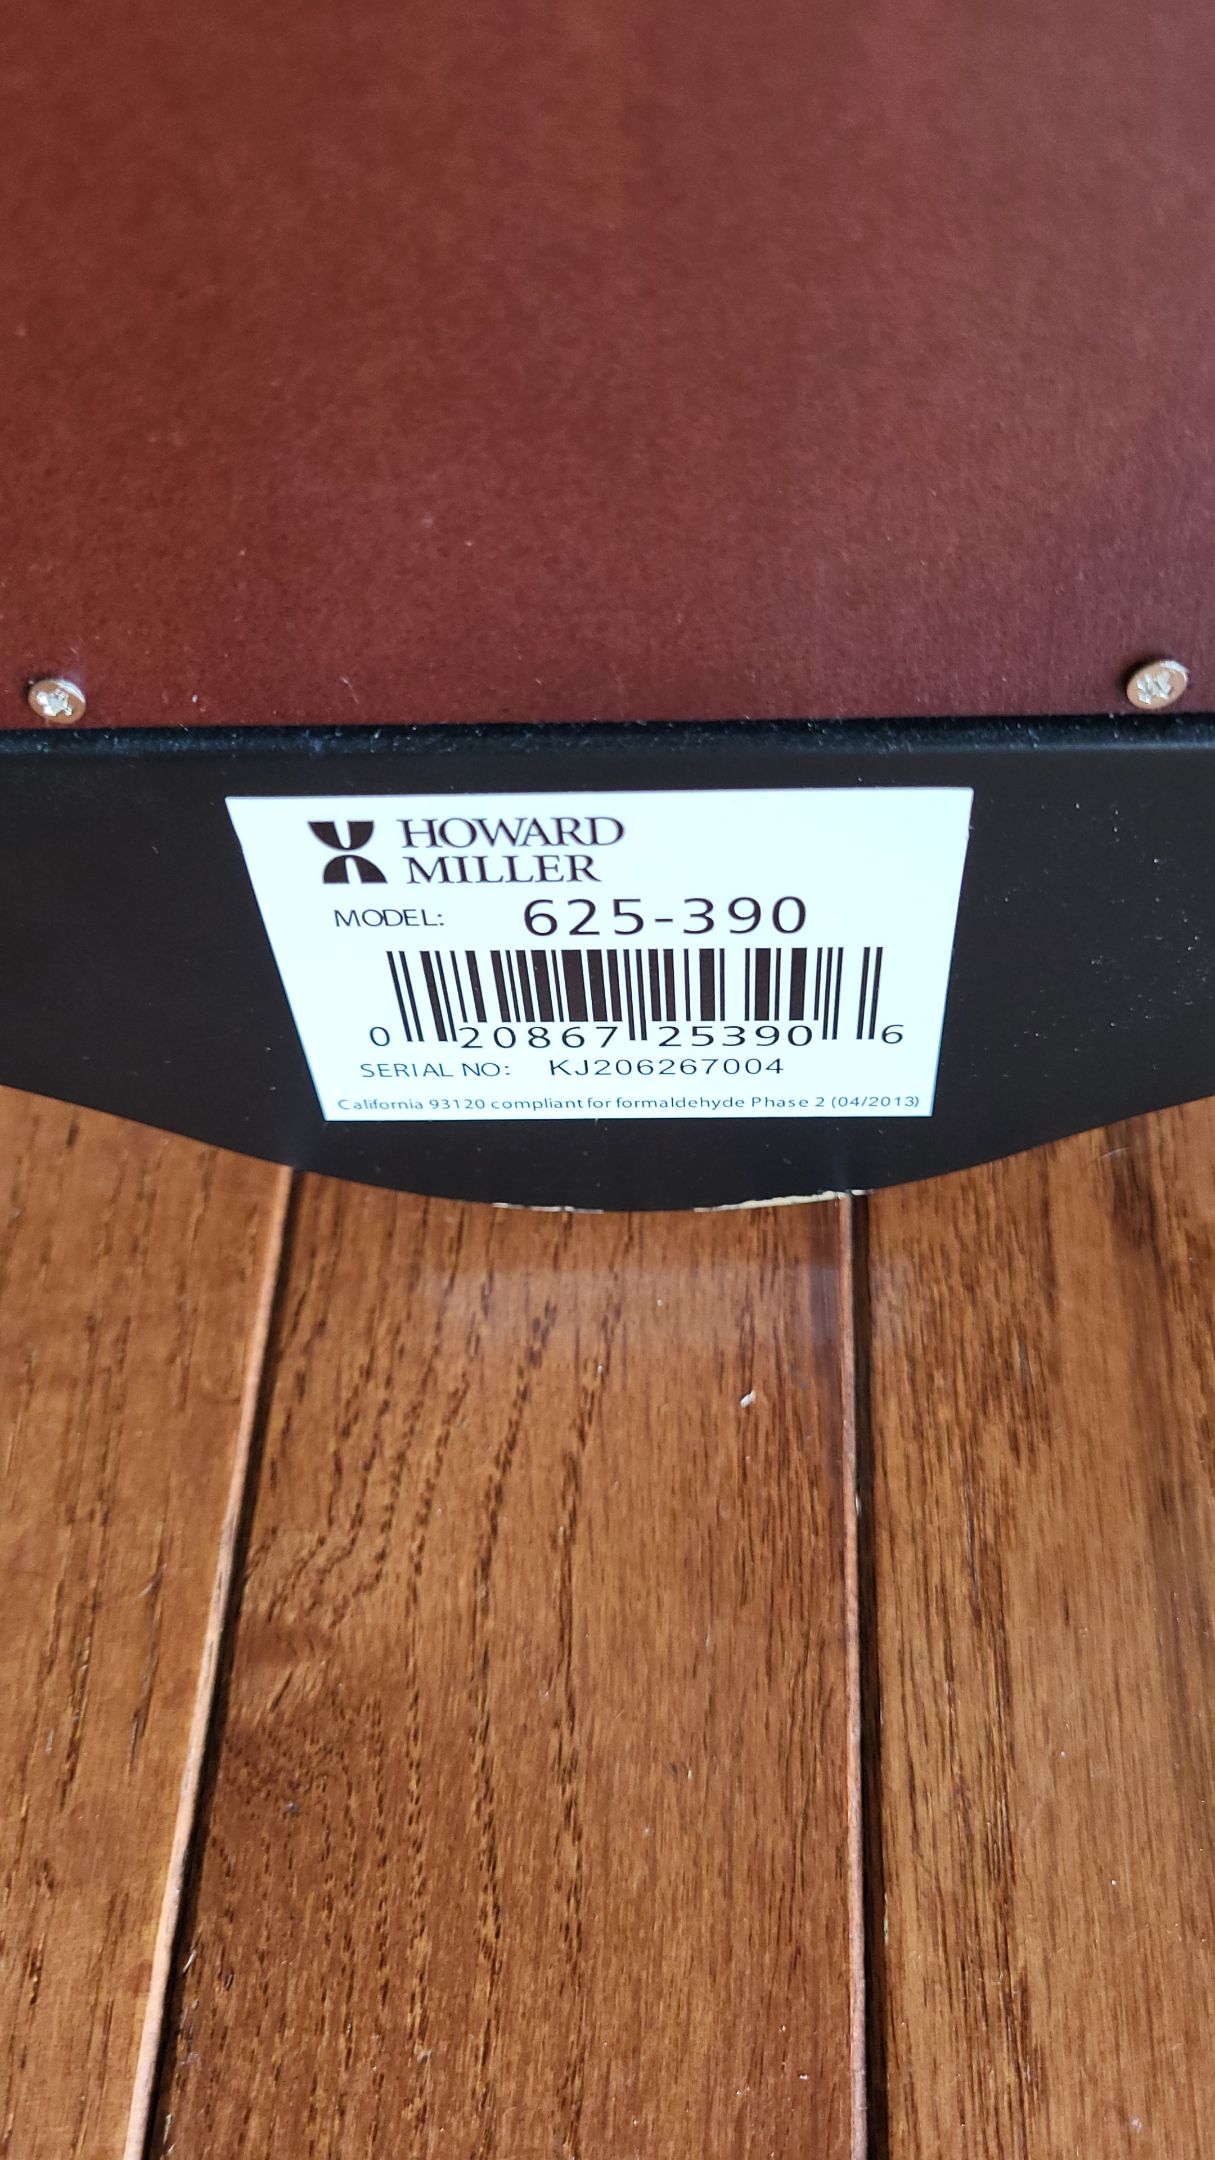 HOWARD
MILLER
MODEL: 625-390
0 20867 25390 6
SERIAL NO: KJ206267004
California 93120 compliant for formaldehyde Phase 2 (04/2013)